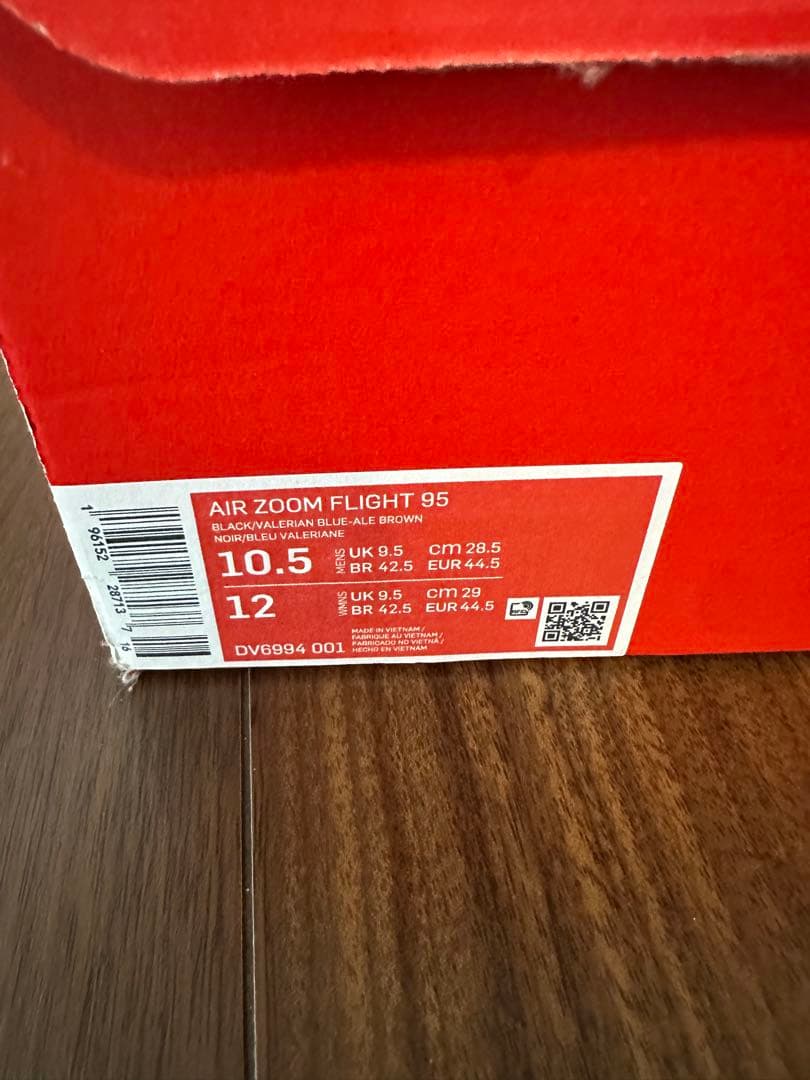 AIR ZOOM FLIGHT 95
BLACK/VALERIAN BLUE-ALE BROWN
NOIR/BLEU VALERIANE
10.5 MENS UK 9.5 cm 28.5
BR 42.5 EUR 44.5
12 WMNS UK 9.5 cm 29
BR 42.5 EUR 44.5
DV6994 001
MADE IN VIETNAM /
FABRIQUE AU VIETNAM /
FABRICADO NO VIETNÃ /
HECHO EN VIETNAM
1 96152 28713 7 16